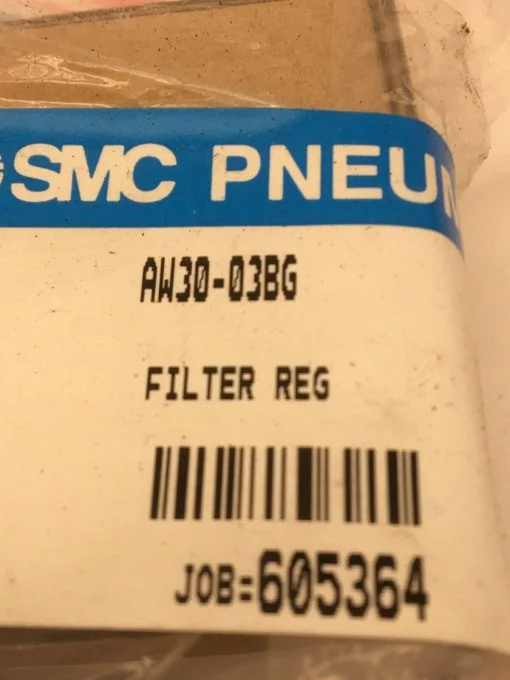 SMC PNEU
AW30-03BG
FILTER REG
JOB=605364